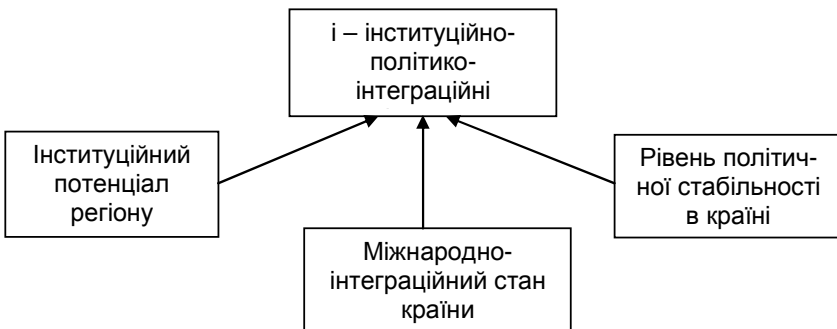 і – інституційно-
політико-
інтеграційні
Інституційний
потенціал
регіону
Міжнародно-
інтеграційний стан
країни
Рівень політич-
ної стабільності
в країні